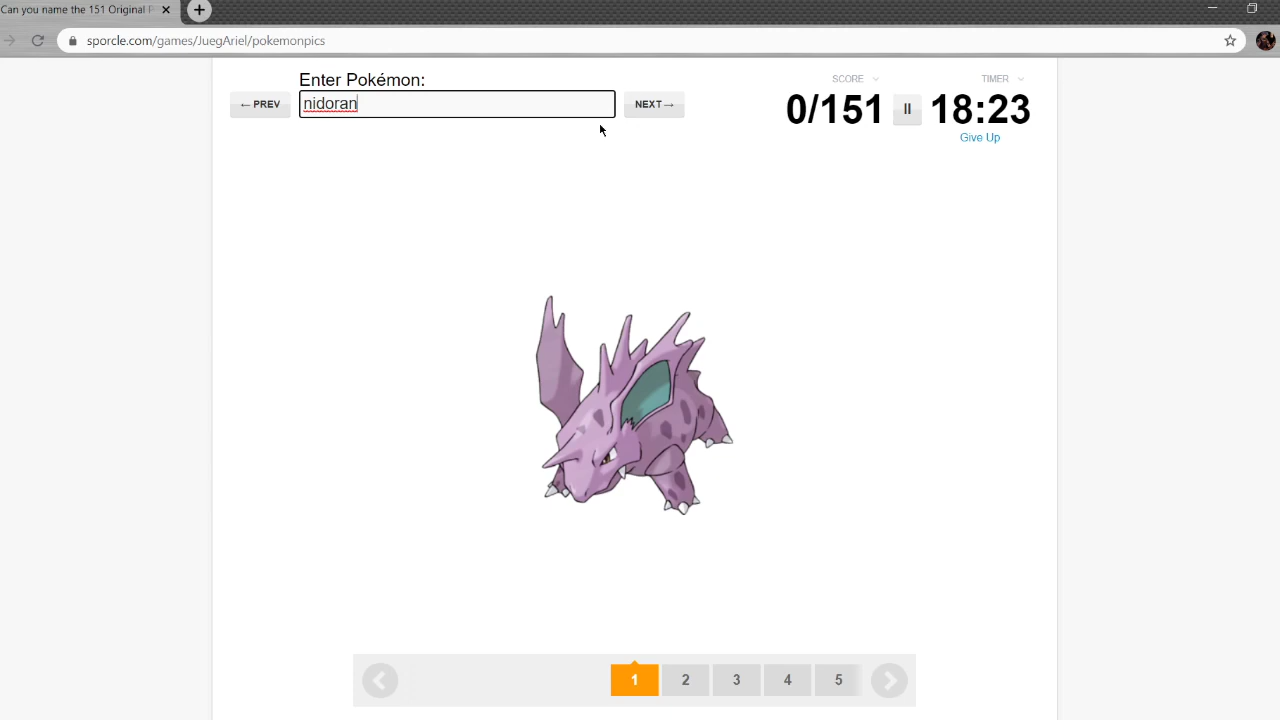 Can you name the 151 Original P
sporcle.com/games/JuegAriel/pokemonpics
Enter Pokémon:
←PREV
nidoran
NEXT→
SCORE
0/151
TIMER
18:23
Give Up
1 2 3 4 5